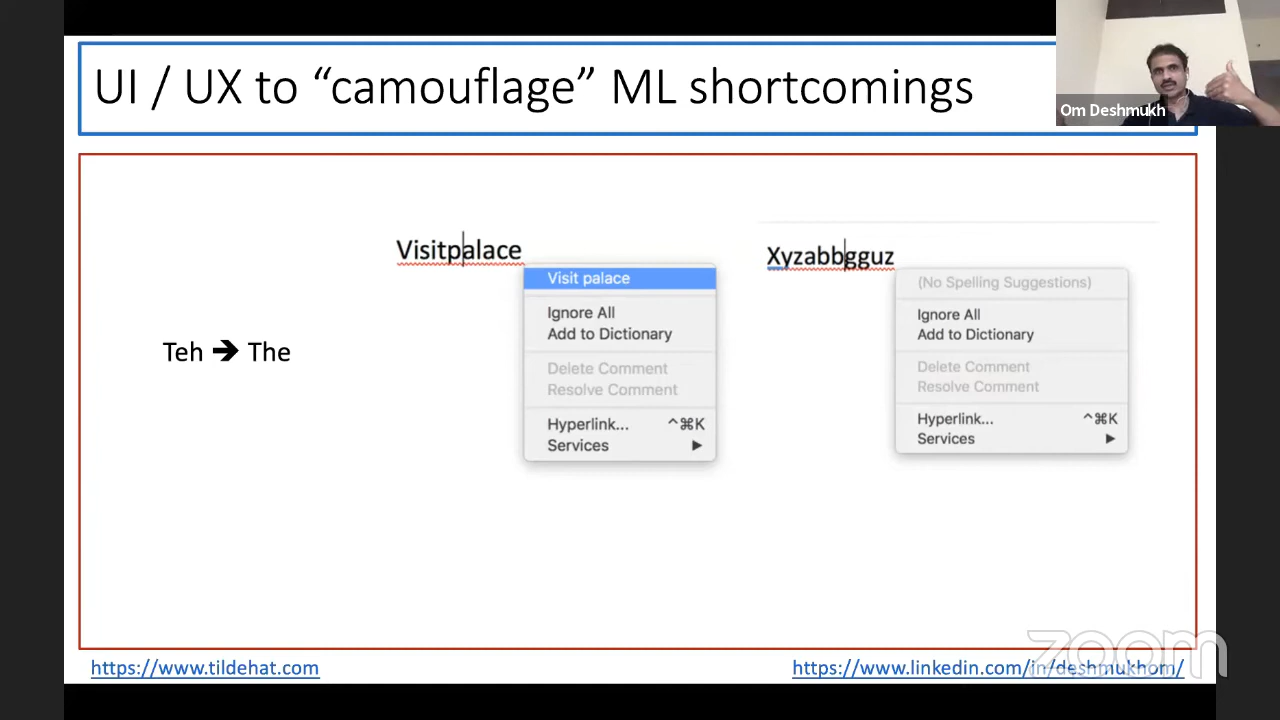 UI / UX to “camouflage” ML shortcomings
Om Deshmukh
Visitpalace
Visit palace
Ignore All
Add to Dictionary
Delete Comment
Resolve Comment
Hyperlink... ^⌘K
Services ▶
Xyzabbgguz
(No Spelling Suggestions)
Ignore All
Add to Dictionary
Delete Comment
Resolve Comment
Hyperlink... ^⌘K
Services ▶
Teh ➔ The
https://www.tildehat.com
https://www.linkedin.com/in/deshmukhom/
zoom